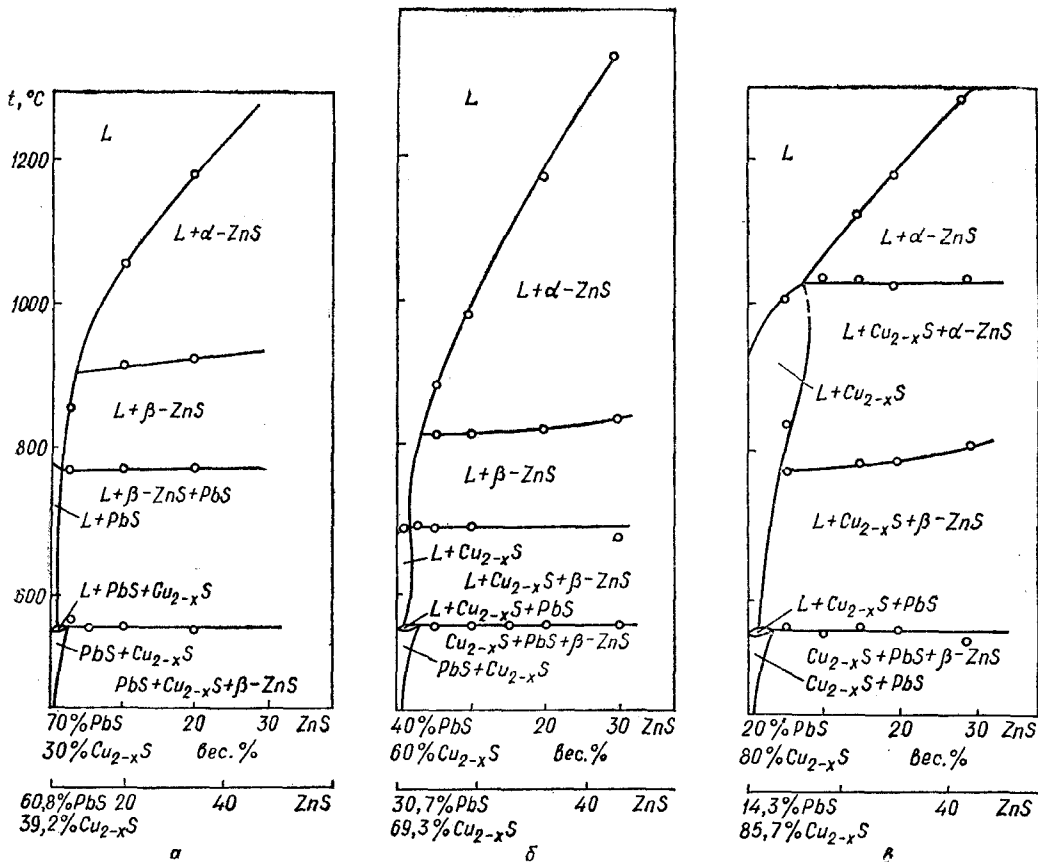 t, °C
1200
1000
800
600
L
L+α-ZnS
L+β-ZnS
L+β-ZnS+PbS
L+PbS
L+PbS+Cu₂₋ₓS
PbS+Cu₂₋ₓS
PbS+Cu₂₋ₓS+β-ZnS
70%PbS 20 30 ZnS
30%Cu₂₋ₓS вес.%
60,8%PbS 20 40 ZnS
39,2%Cu₂₋ₓS
а
L
L+α-ZnS
L+β-ZnS
L+Cu₂₋ₓS
L+Cu₂₋ₓS+β-ZnS
L+Cu₂₋ₓS+PbS
Cu₂₋ₓS+PbS+β-ZnS
PbS+Cu₂₋ₓS
40%PbS 20 30 ZnS
60%Cu₂₋ₓS вес.%
30,7%PbS 40 ZnS
69,3%Cu₂₋ₓS
б
L
L+α-ZnS
L+Cu₂₋ₓS+α-ZnS
L+Cu₂₋ₓS
L+Cu₂₋ₓS+β-ZnS
L+Cu₂₋ₓS+PbS
Cu₂₋ₓS+PbS+β-ZnS
Cu₂₋ₓS+PbS
20%PbS 20 30 ZnS
80%Cu₂₋ₓS вес.%
14,3%PbS 40 ZnS
85,7%Cu₂₋ₓS
в